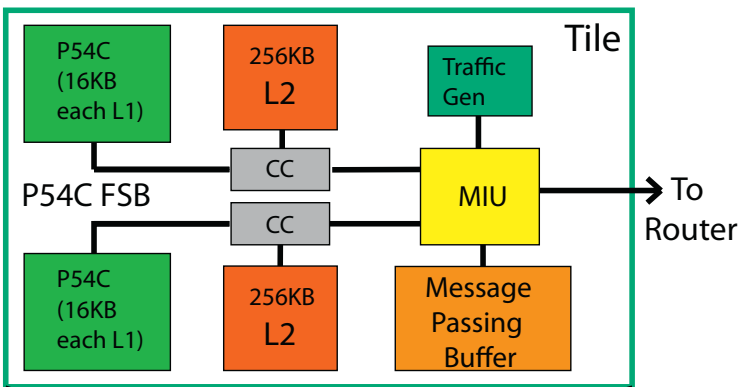 Tile
P54C
(16KB
each L1)
256KB
L2
Traffic
Gen
CC
P54C FSB
MIU
To
Router
CC
P54C
(16KB
each L1)
256KB
L2
Message
Passing
Buffer